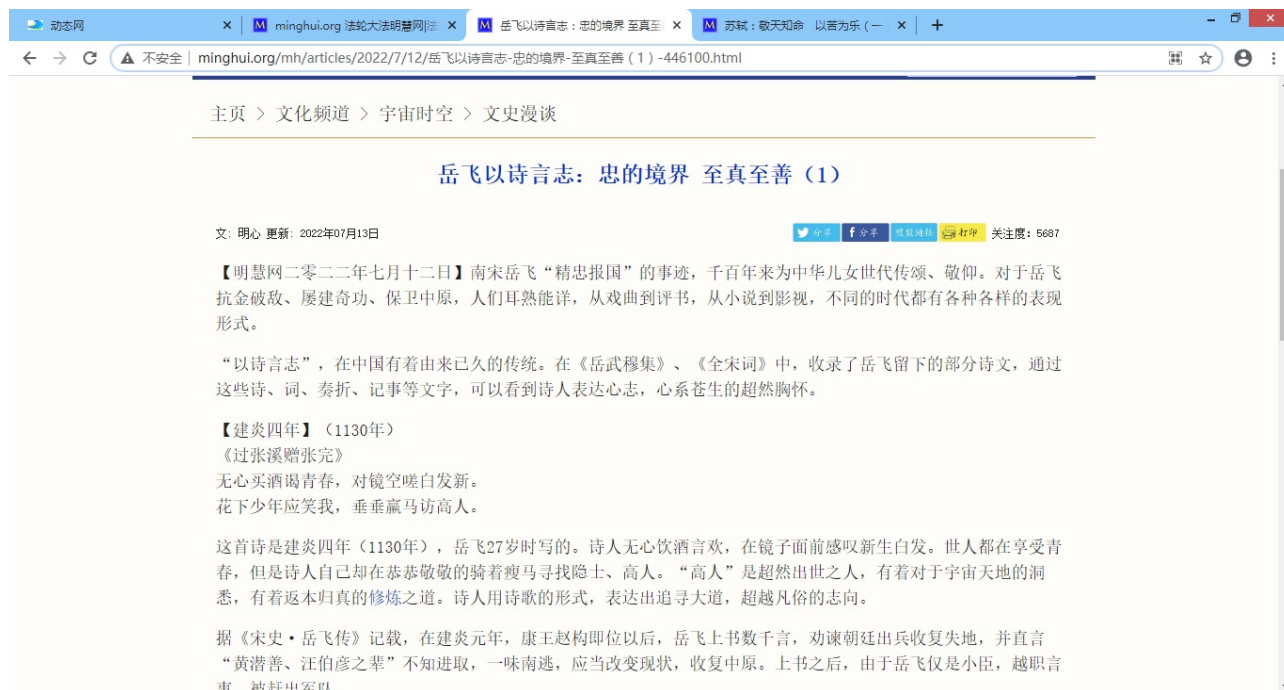 动态网
minghui.org 法轮大法明慧网|法
岳飞以诗言志：忠的境界 至真至
苏轼：敬天知命 以苦为乐（一
不安全
minghui.org/mh/articles/2022/7/12/岳飞以诗言志-忠的境界-至真至善（1）-446100.html
主页 > 文化频道 > 宇宙时空 > 文史漫谈
岳飞以诗言志：忠的境界 至真至善（1）
文: 明心 更新: 2022年07月13日
分享
分享
打印
关注度: 5687
【明慧网二零二二年七月十二日】南宋岳飞“精忠报国”的事迹，千百年来为中华儿女世代传颂、敬仰。对于岳飞
抗金破敌、屡建奇功、保卫中原，人们耳熟能详，从戏曲到评书，从小说到影视，不同的时代都有各种各样的表现
形式。
“以诗言志”，在中国有着由来已久的传统。在《岳武穆集》、《全宋词》中，收录了岳飞留下的部分诗文，通过
这些诗、词、奏折、记事等文字，可以看到诗人表达心志，心系苍生的超然胸怀。
【建炎四年】（1130年）
《过张溪赠张完》
无心买酒谒青春，对镜空嗟白发新。
花下少年应笑我，垂垂羸马访高人。
这首诗是建炎四年（1130年），岳飞27岁时写的。诗人无心饮酒言欢，在镜子面前感叹新生白发。世人都在享受青
春，但是诗人自己却在恭恭敬敬的骑着瘦马寻找隐士、高人。“高人”是超然出世之人，有着对于宇宙天地的洞
悉，有着返本归真的修炼之道。诗人用诗歌的形式，表达出追寻大道，超越凡俗的志向。
据《宋史·岳飞传》记载，在建炎元年，康王赵构即位以后，岳飞上书数千言，劝谏朝廷出兵收复失地，并直言
“黄潜善、汪伯彦之辈”不知进取，一味南逃，应当改变现状，收复中原。上书之后，由于岳飞仅是小臣，越职言
事，被赶出军队